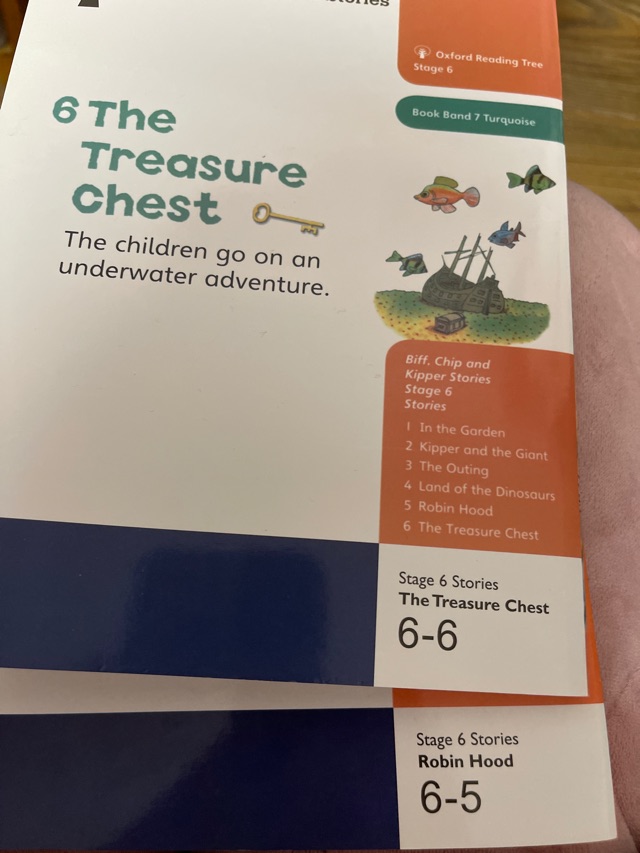 Stories
Oxford Reading Tree
Stage 6
Book Band 7 Turquoise
6 The
Treasure
Chest
The children go on an
underwater adventure.
Biff, Chip and
Kipper Stories
Stage 6
Stories
1 In the Garden
2 Kipper and the Giant
3 The Outing
4 Land of the Dinosaurs
5 Robin Hood
6 The Treasure Chest
Stage 6 Stories
The Treasure Chest
6-6
Stage 6 Stories
Robin Hood
6-5